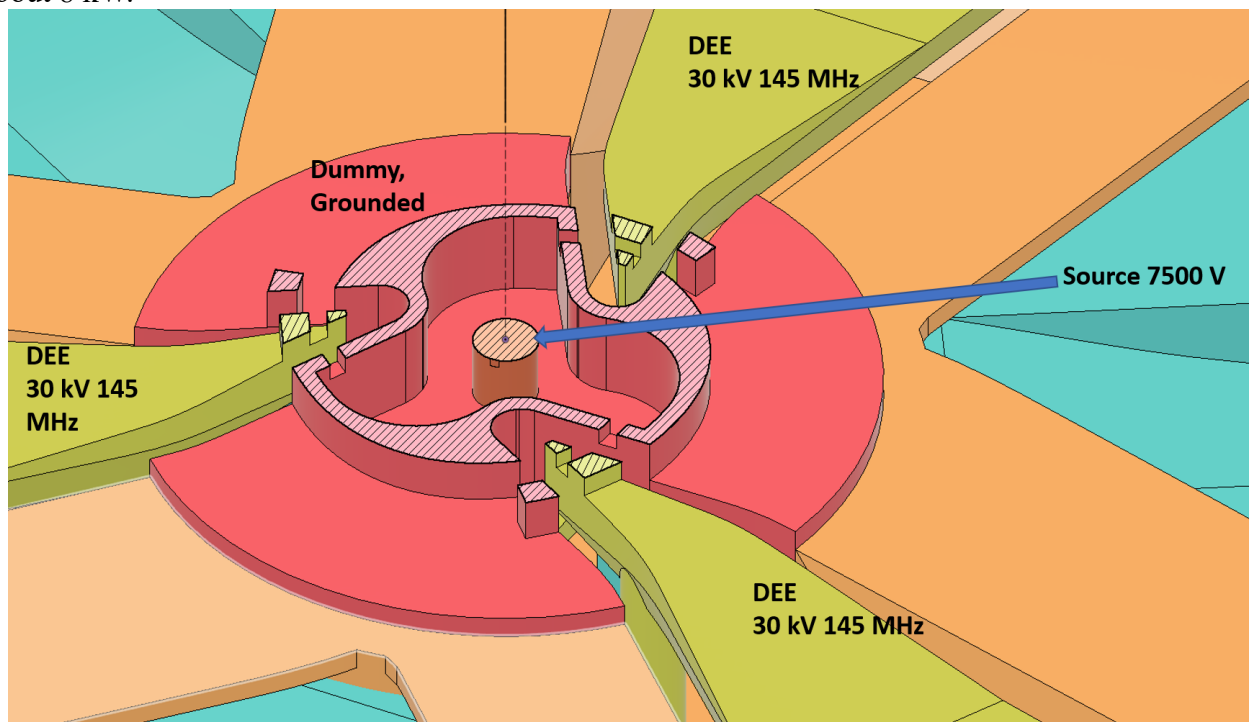 DEE
30 kV 145 MHz
Dummy,
Grounded
Source 7500 V
DEE
30 kV 145
MHz
DEE
30 kV 145 MHz